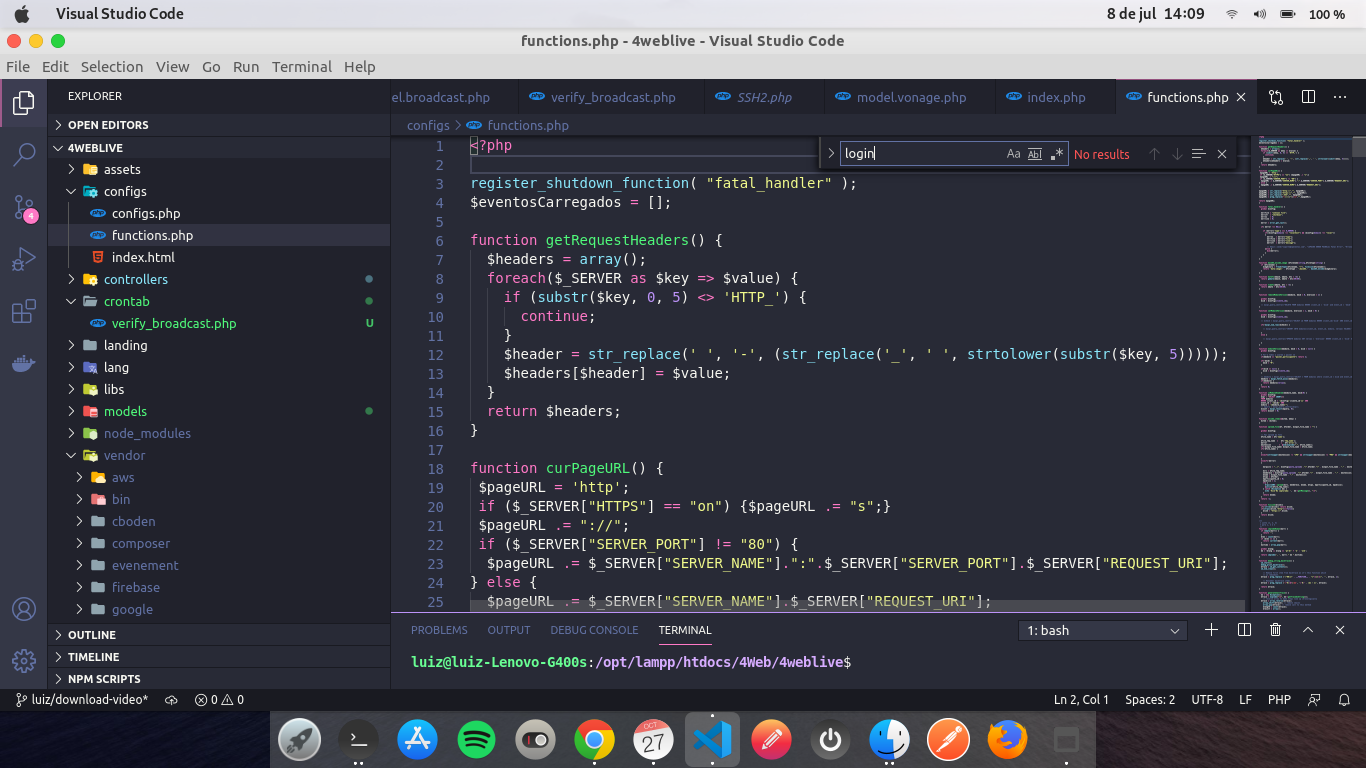 Visual Studio Code
8 de jul 14:09
100 %
functions.php - 4weblive - Visual Studio Code
File Edit Selection View Go Run Terminal Help
EXPLORER
OPEN EDITORS
4WEBLIVE
assets
configs
configs.php
functions.php
index.html
controllers
crontab
verify_broadcast.php U
landing
lang
libs
models
node_modules
vendor
aws
bin
cboden
composer
evenement
firebase
google
OUTLINE
TIMELINE
NPM SCRIPTS
4
el.broadcast.php
verify_broadcast.php
SSH2.php
model.vonage.php
index.php
functions.php
configs > functions.php
login
Aa Abl .*
No results
1 <?php
2
3 register_shutdown_function( "fatal_handler" );
4 $eventosCarregados = [];
5
6 function getRequestHeaders() {
7 $headers = array();
8 foreach($_SERVER as $key => $value) {
9 if (substr($key, 0, 5) <> 'HTTP_') {
10 continue;
11 }
12 $header = str_replace(' ', '-', (str_replace('_', ' ', strtolower(substr($key, 5)))));
13 $headers[$header] = $value;
14 }
15 return $headers;
16 }
17
18 function curPageURL() {
19 $pageURL = 'http';
20 if ($_SERVER["HTTPS"] == "on") {$pageURL .= "s";}
21 $pageURL .= "://";
22 if ($_SERVER["SERVER_PORT"] != "80") {
23 $pageURL .= $_SERVER["SERVER_NAME"].":".$_SERVER["SERVER_PORT"].$_SERVER["REQUEST_URI"];
24 } else {
25 $pageURL .= $_SERVER["SERVER_NAME"].$_SERVER["REQUEST_URI"];
PROBLEMS OUTPUT DEBUG CONSOLE TERMINAL
1: bash
luiz@luiz-Lenovo-G400s:/opt/lampp/htdocs/4Web/4weblive$
luiz/download-video* 0 0
Ln 2, Col 1 Spaces: 2 UTF-8 LF PHP
OCT
27